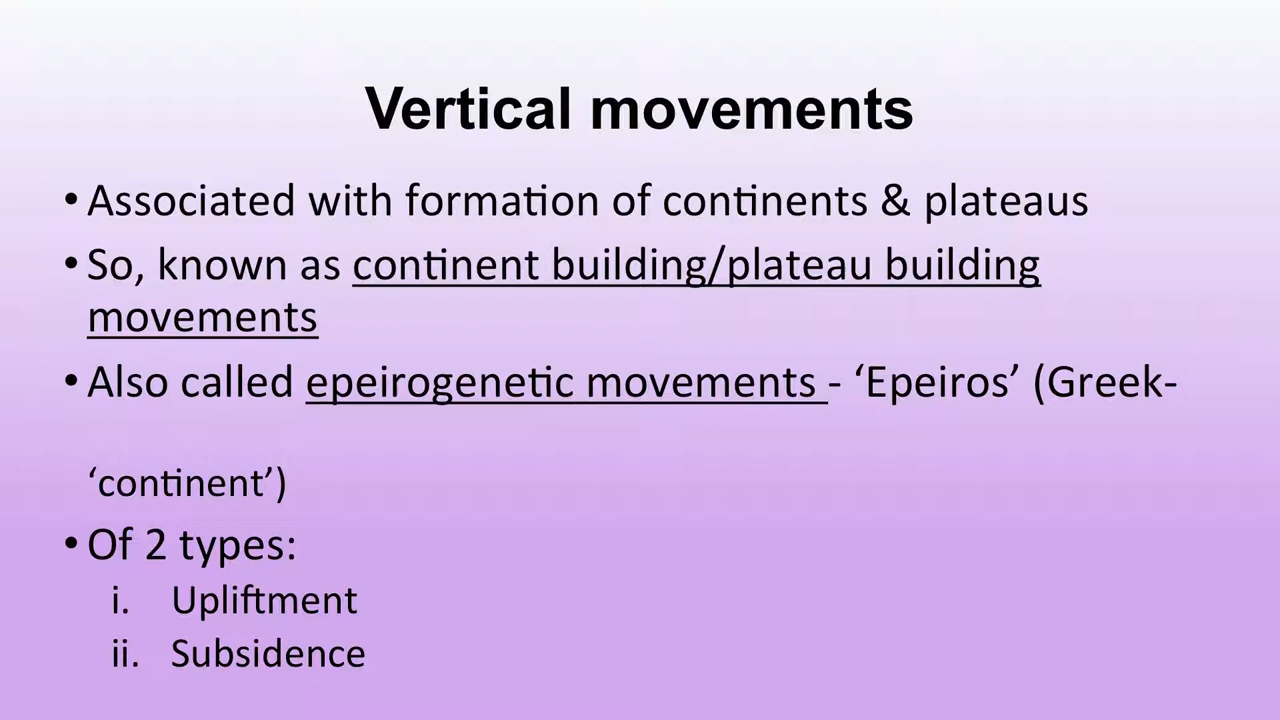 Vertical movements
• Associated with formation of continents & plateaus
• So, known as continent building/plateau building
movements
• Also called epeirogenetic movements - ‘Epeiros’ (Greek-
‘continent’)
• Of 2 types:
i. Upliftment
ii. Subsidence